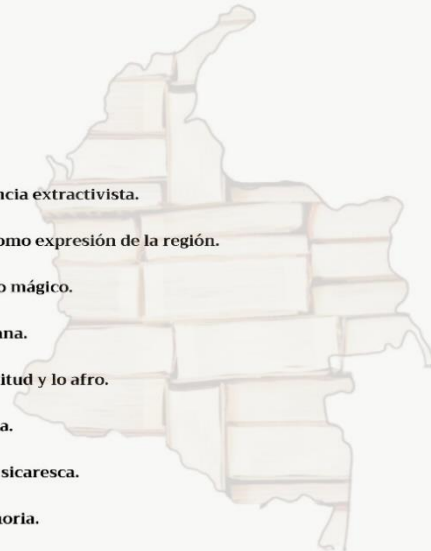 ncia extractivista.
omo expresión de la región.
o mágico.
ana.
itud y lo afro.
a.
sicaresca.
noria.